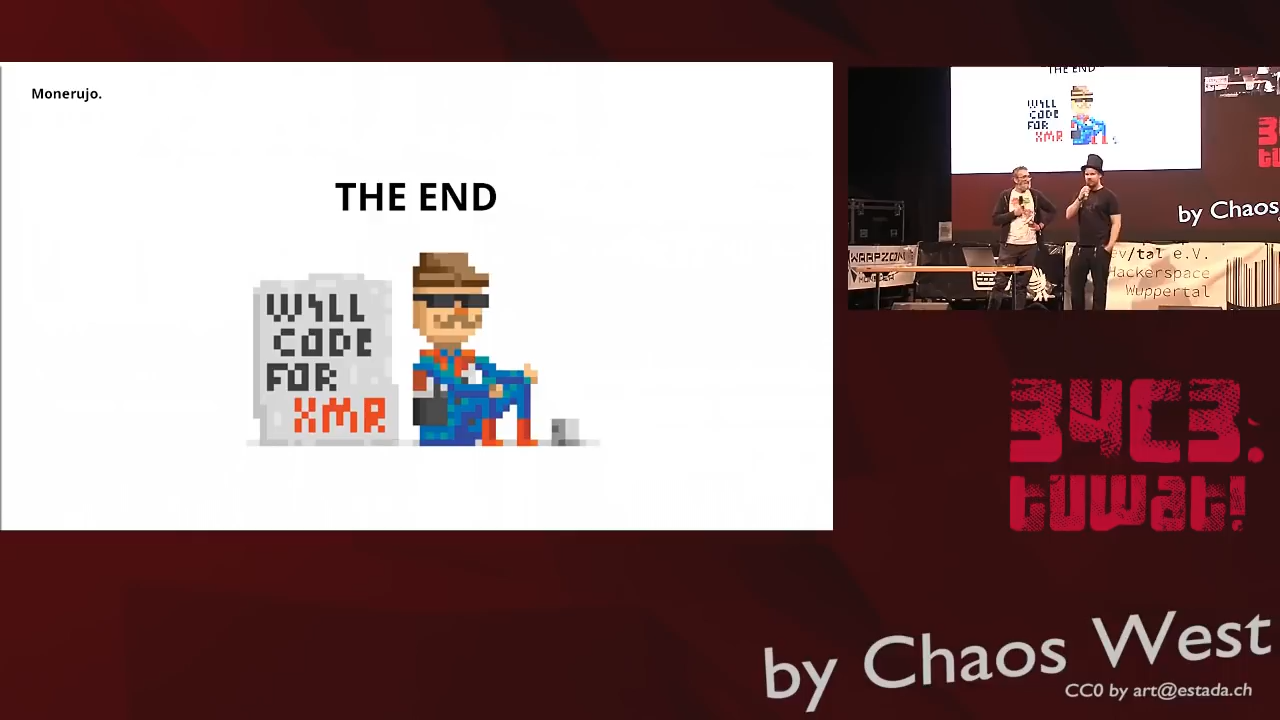 Monerujo.
THE END
WiLL
CODE
FOR
XMR
THE END
WiLL
CODE
FOR
XMR
by Chaos
WARPZON
ev/tal e.V.
Hackerspace
Wuppertal
34C3.
tuwat!
by Chaos West
CC0 by art@estada.ch